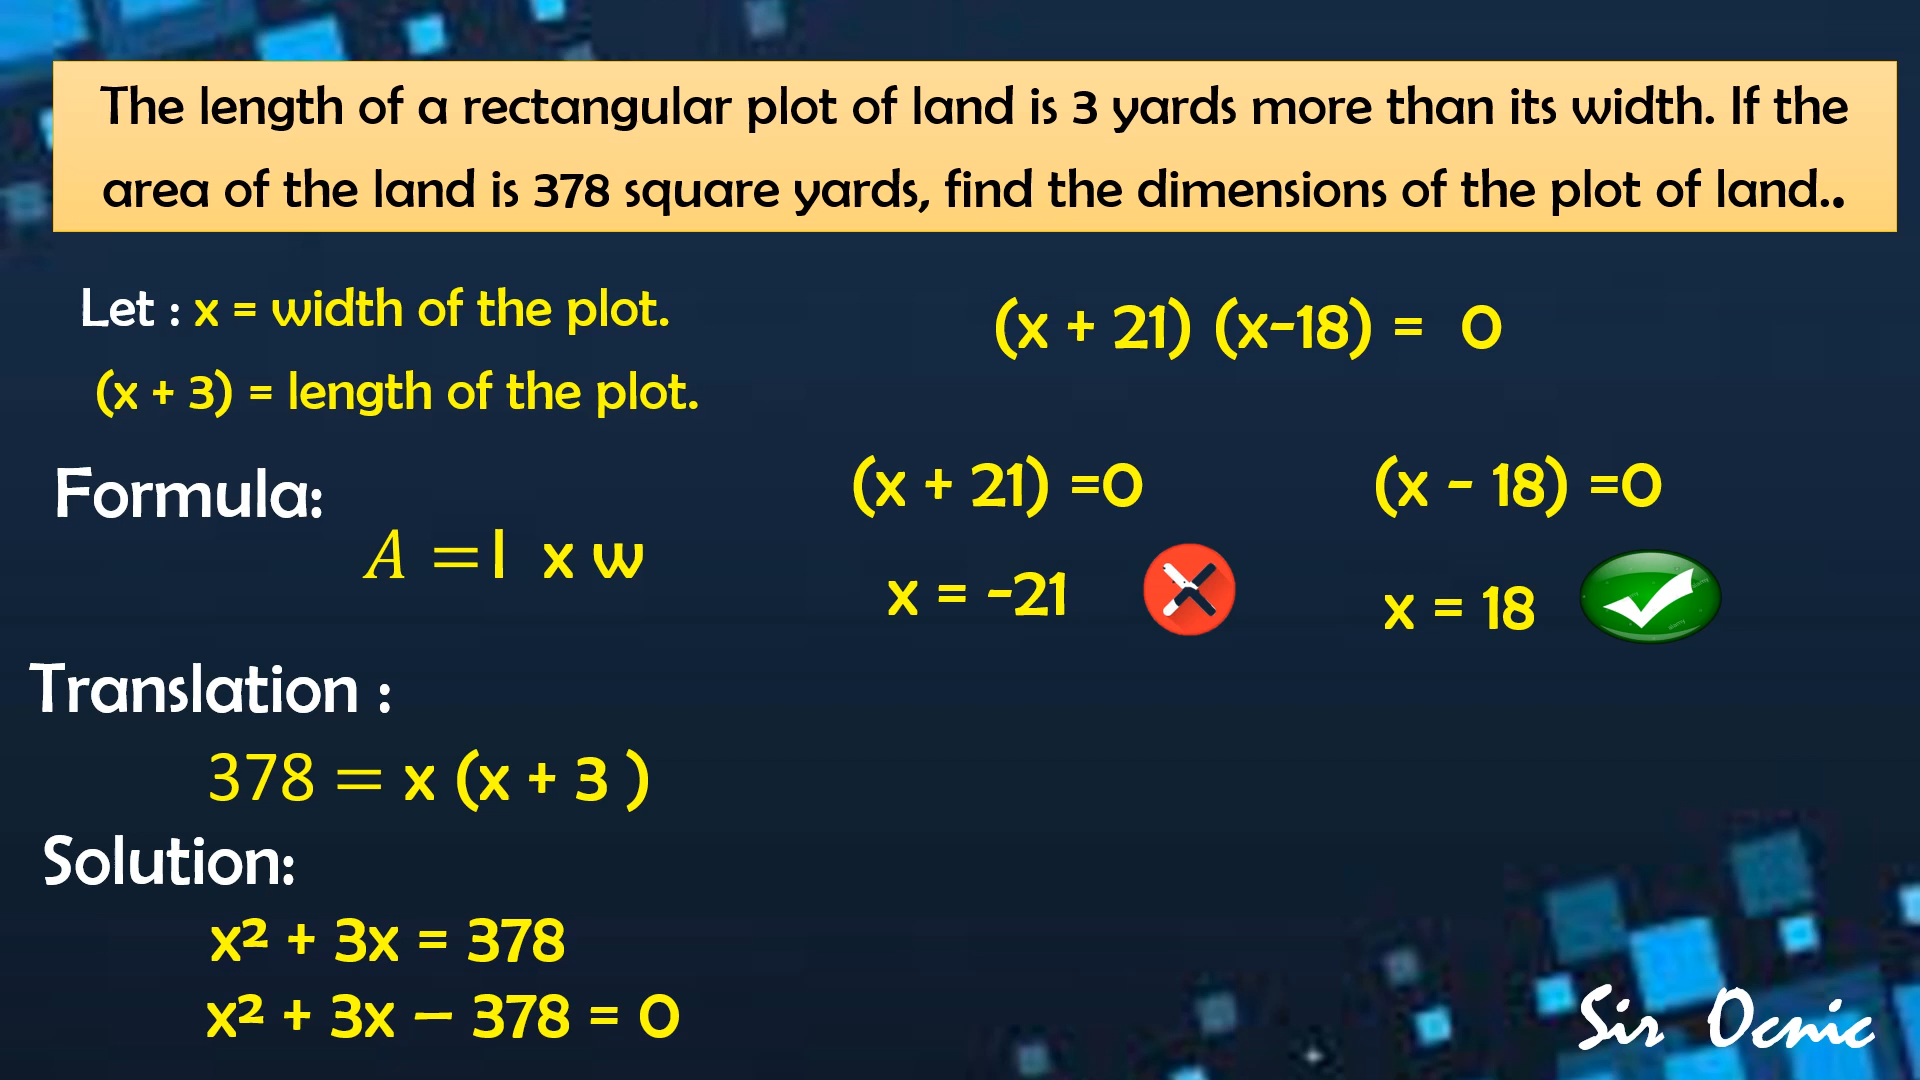 The length of a rectangular plot of land is 3 yards more than its width. If the
area of the land is 378 square yards, find the dimensions of the plot of land..
Let : x = width of the plot.
(x + 3) = length of the plot.
Formula:
A = l x w
Translation :
378 = x (x + 3 )
Solution:
x² + 3x = 378
x² + 3x – 378 = 0
(x + 21) (x-18) = 0
(x + 21) =0
x = -21
(x - 18) =0
x = 18
Sir Ocnic